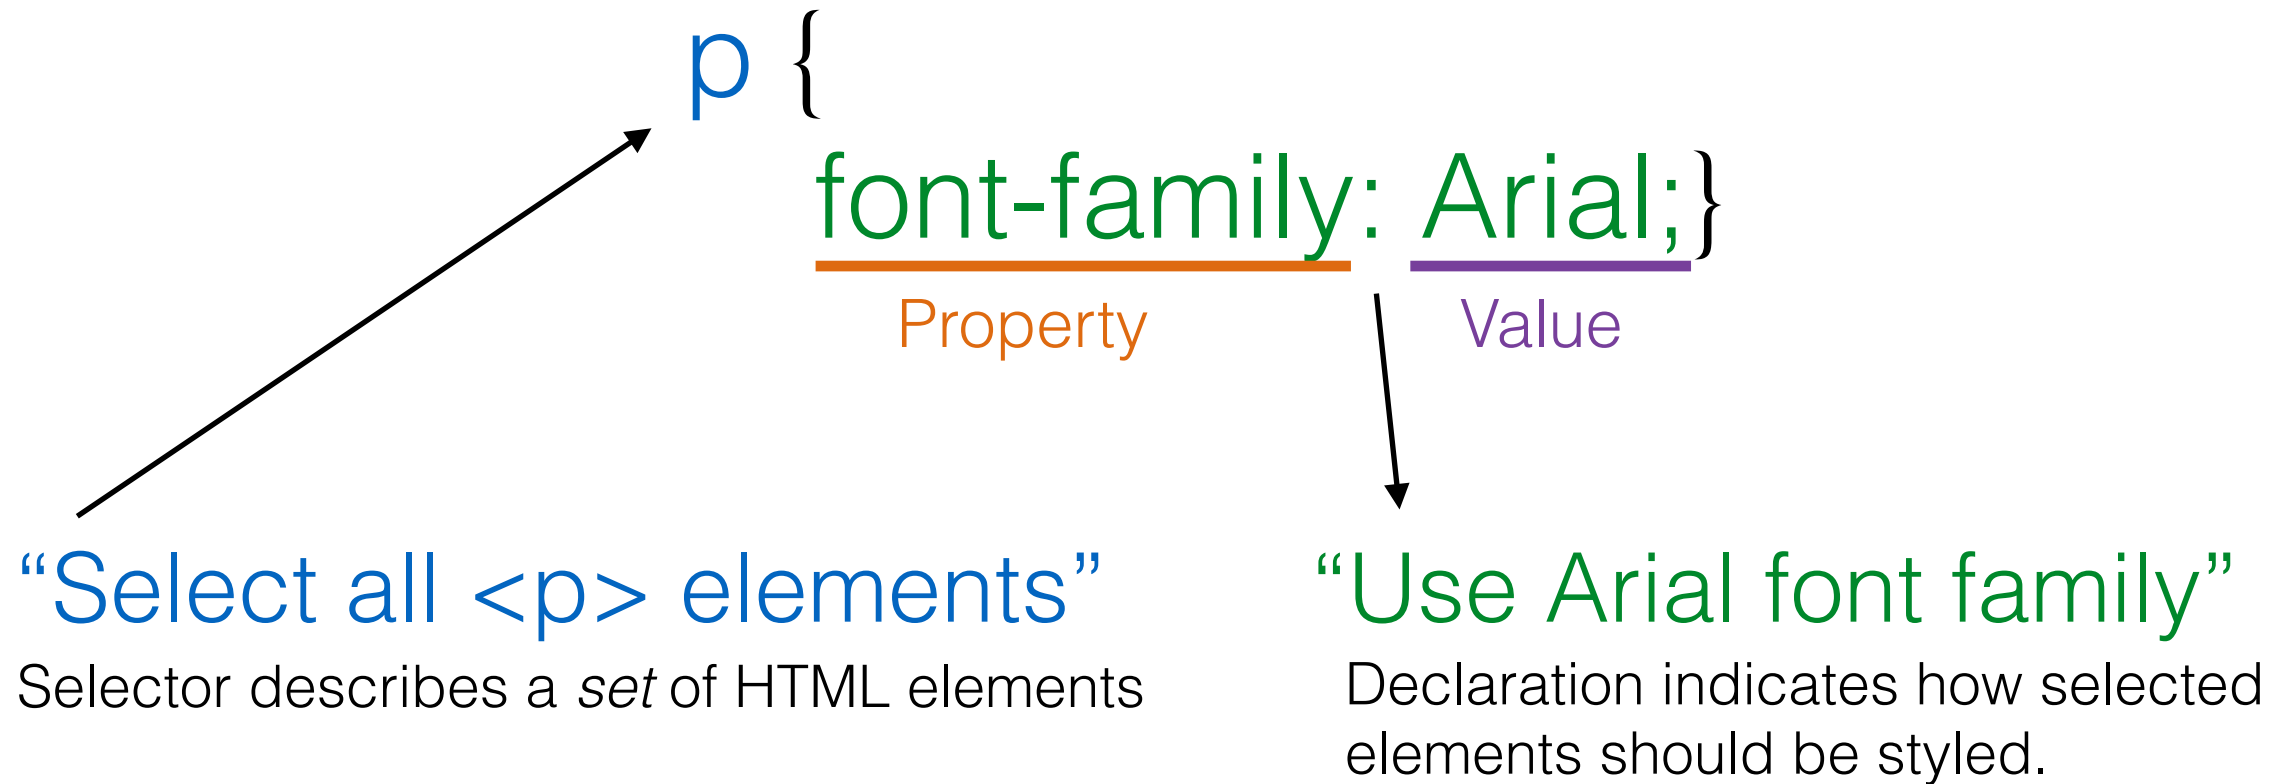 p {
font-family: Arial;}
Property
Value
“Select all <p> elements”
Selector describes a set of HTML elements
“Use Arial font family”
Declaration indicates how selected
elements should be styled.